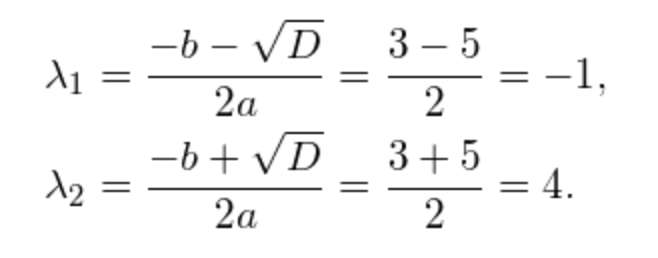 λ₁ = (−b − √D)/(2a) = (3 − 5)/2 = −1,
λ₂ = (−b + √D)/(2a) = (3 + 5)/2 = 4.